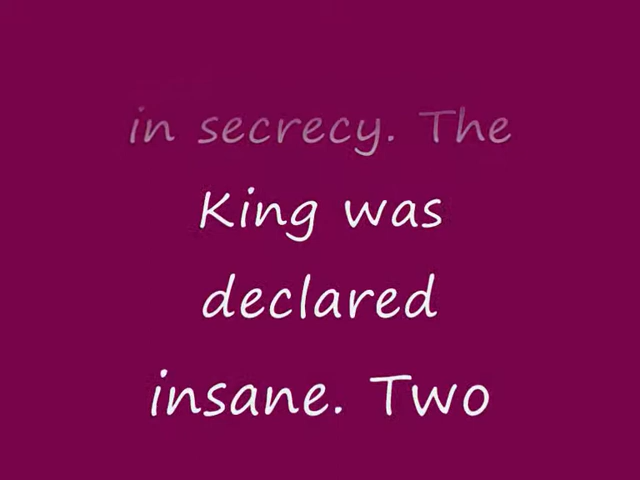 in secrecy. The
King was
declared
insane. Two